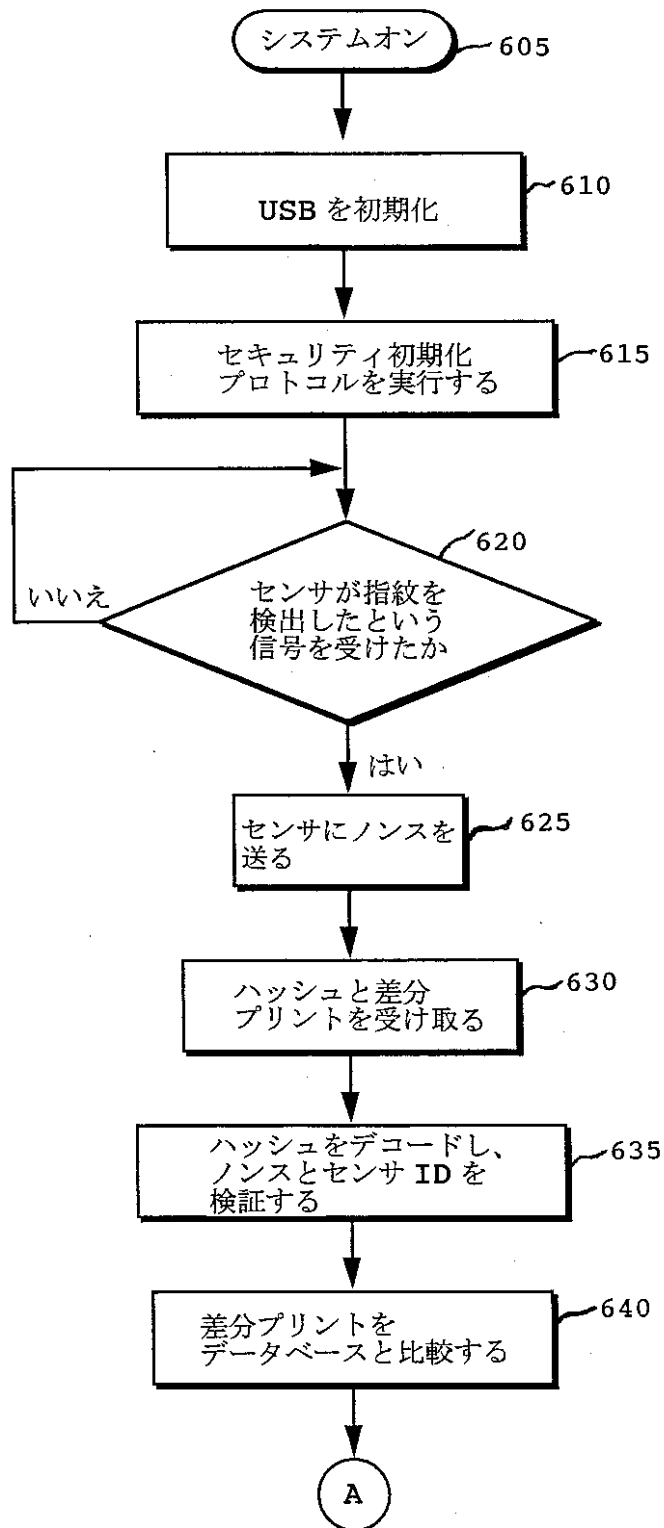 システムオン
605
USB を初期化
610
セキュリティ初期化
プロトコルを実行する
615
620
センサが指紋を
検出したという
信号を受けたか
いいえ
はい
センサにノンスを
送る
625
ハッシュと差分
プリントを受け取る
630
ハッシュをデコードし、
ノンスとセンサ ID を
検証する
635
差分プリントを
データベースと比較する
640
A